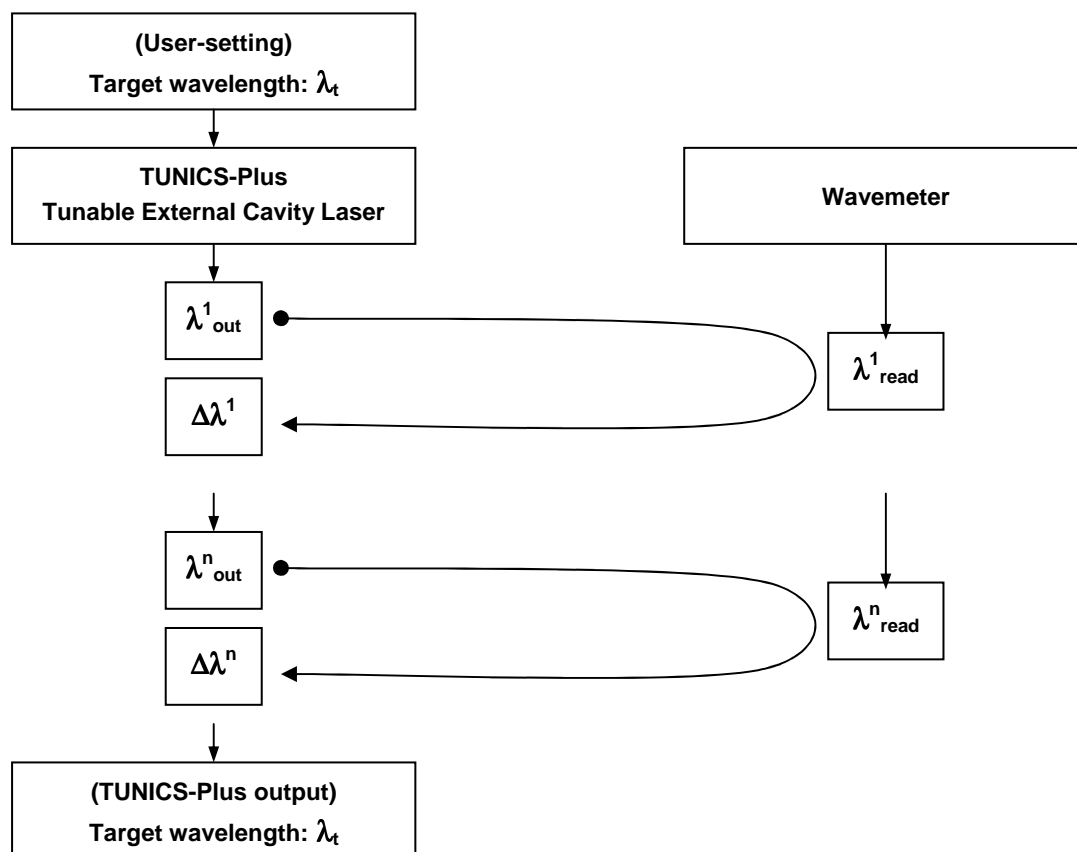 (User-setting)
Target wavelength: λt
TUNICS-Plus
Tunable External Cavity Laser
Wavemeter
λ1out
λ1read
Δλ1
λnout
λnread
Δλn
(TUNICS-Plus output)
Target wavelength: λt